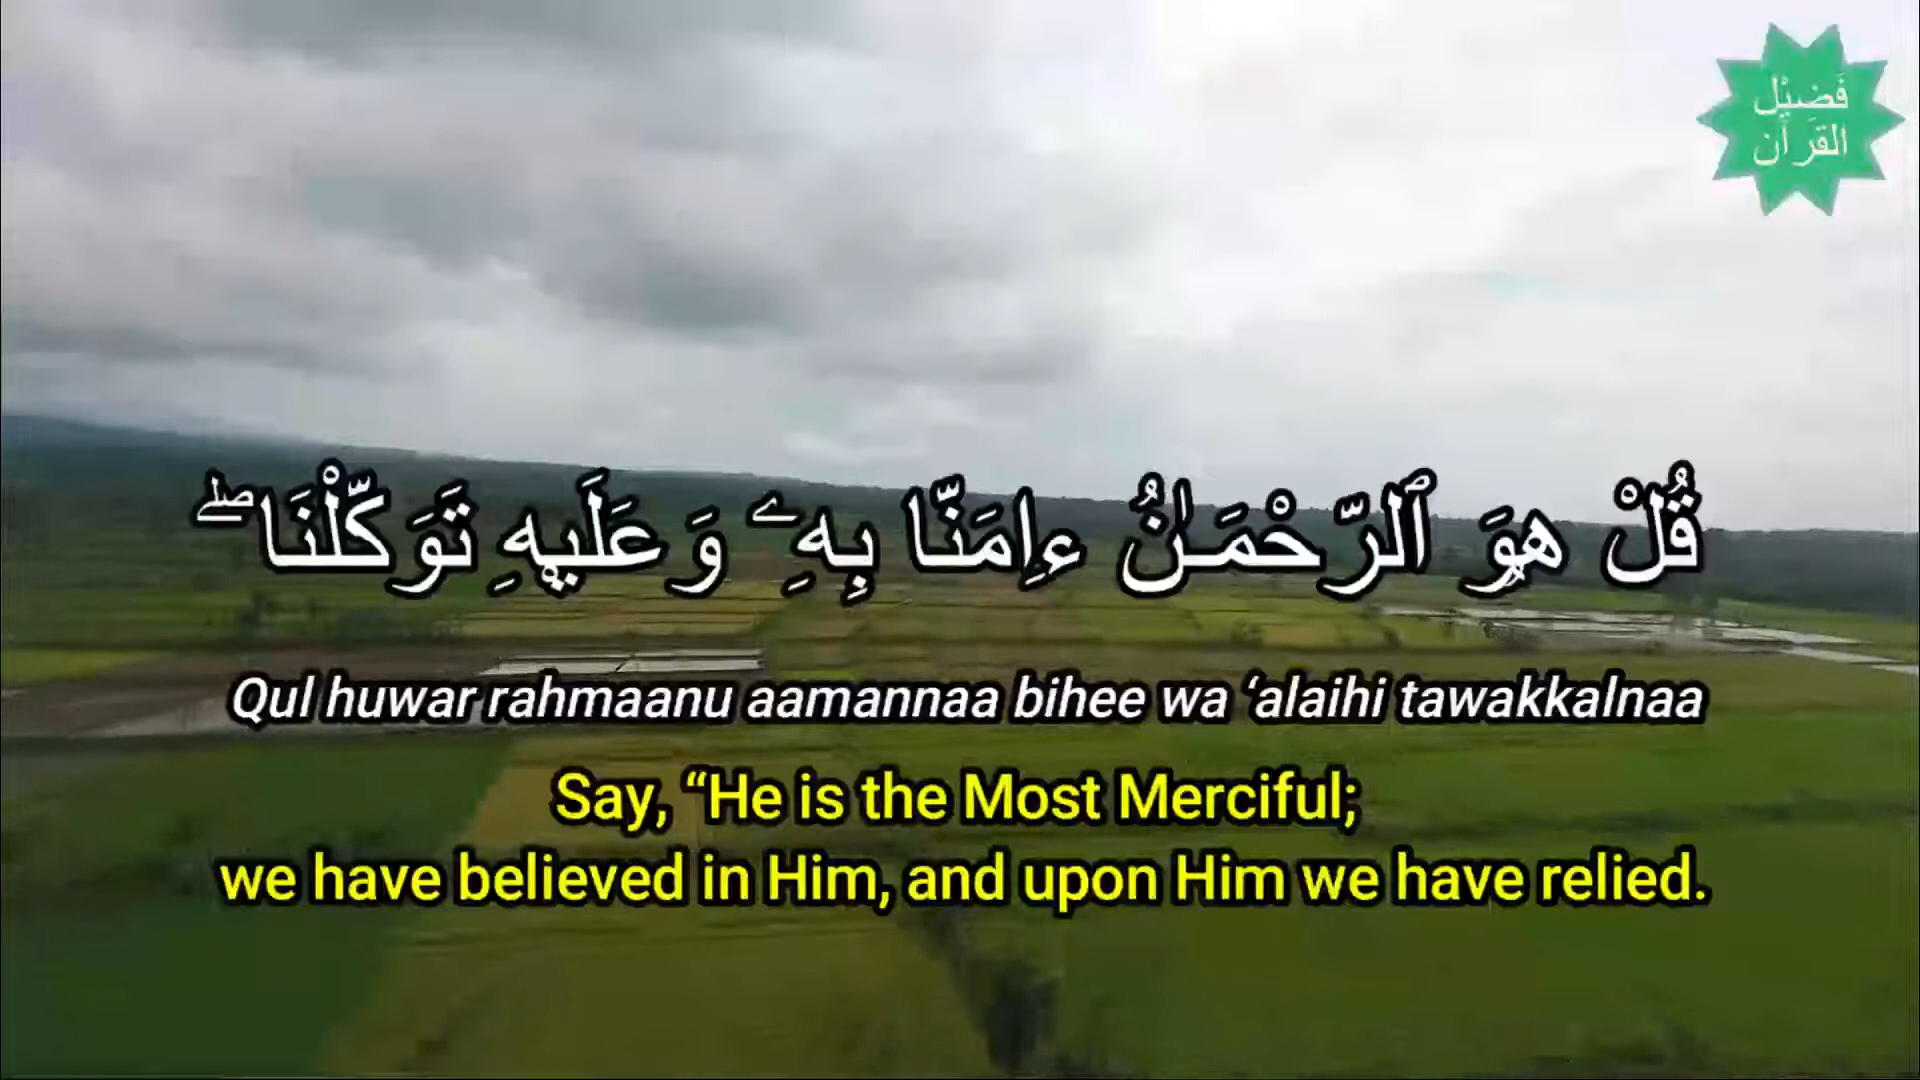 فَضَيْل
القُرآن
قُلْ هُوَ ٱلرَّحْمَـٰنُ ءَامَنَّا بِهِۦ وَعَلَيْهِ تَوَكَّلْنَا ۖ
Qul huwar rahmaanu aamannaa bihee wa ‘alaihi tawakkalnaa
Say, “He is the Most Merciful;
we have believed in Him, and upon Him we have relied.